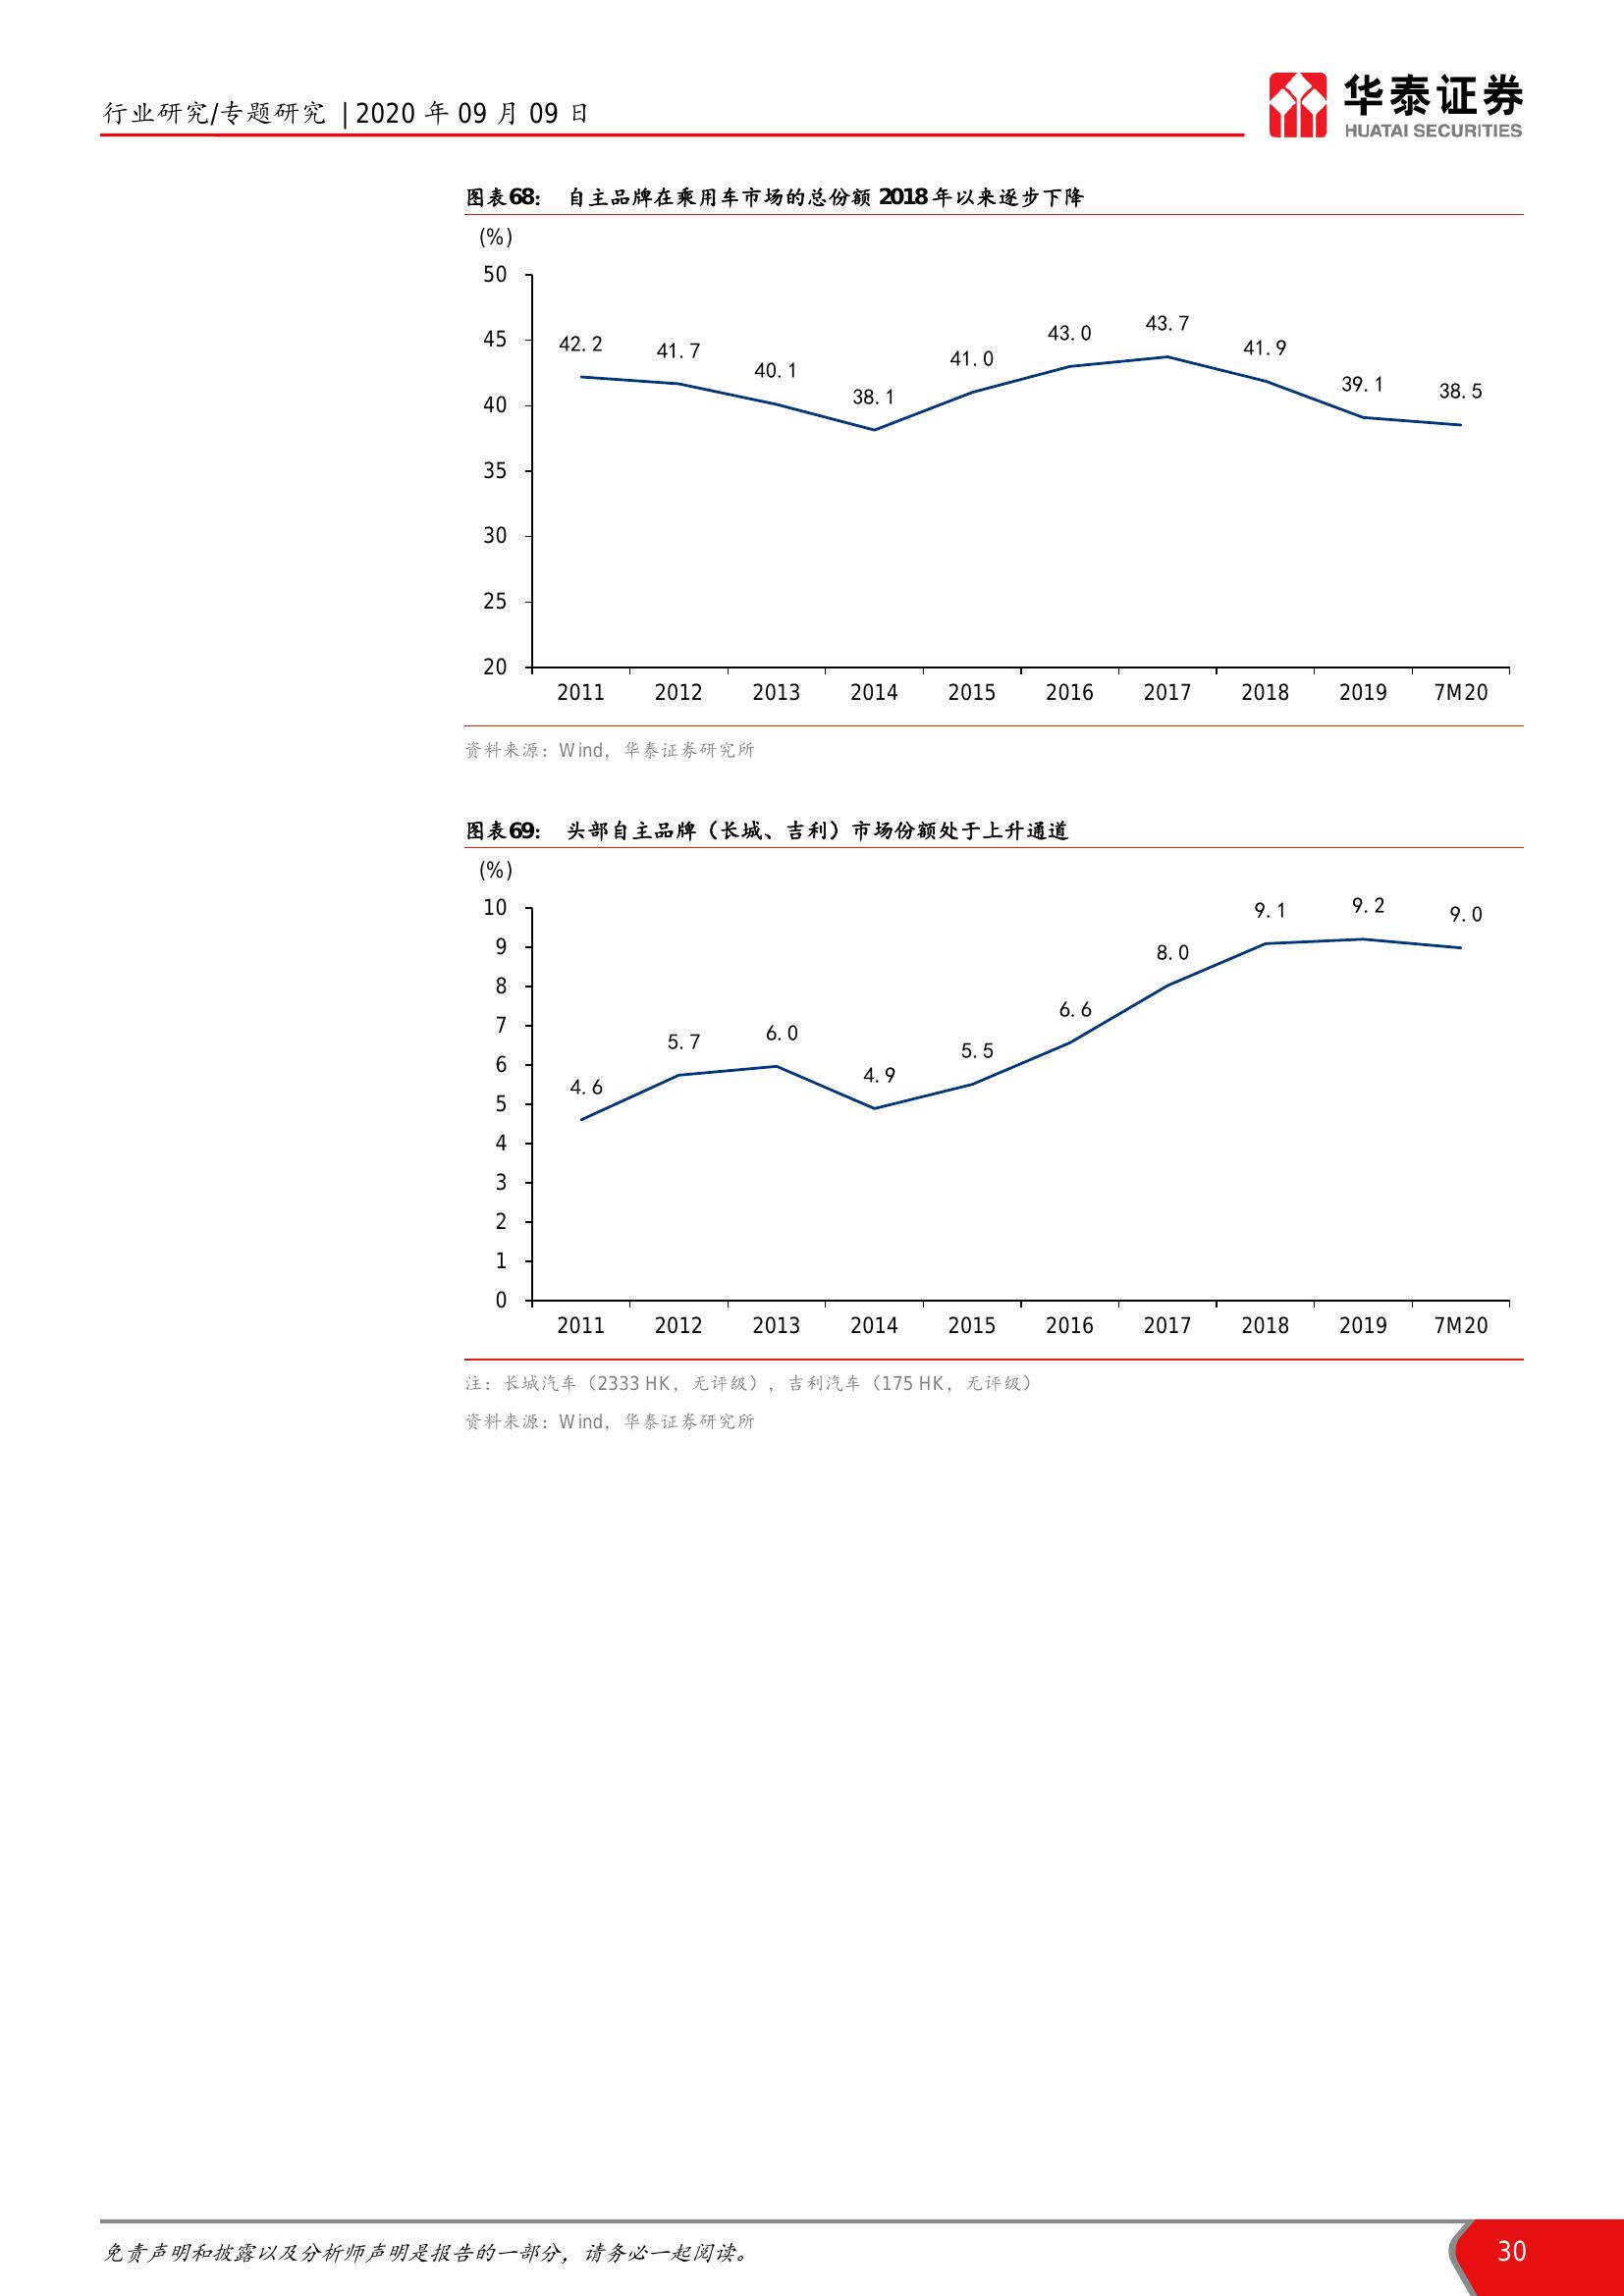 行业研究/专题研究 | 2020 年 09 月 09 日
华泰证券
HUATAI SECURITIES
图表68： 自主品牌在乘用车市场的总份额 2018 年以来逐步下降
(%)
50
45
40
35
30
25
20
42.2 41.7 40.1 38.1 41.0 43.0 43.7 41.9 39.1 38.5
2011 2012 2013 2014 2015 2016 2017 2018 2019 7M20
资料来源：Wind，华泰证券研究所
图表69： 头部自主品牌（长城、吉利）市场份额处于上升通道
(%)
10
9
8
7
6
5
4
3
2
1
0
4.6 5.7 6.0 4.9 5.5 6.6 8.0 9.1 9.2 9.0
2011 2012 2013 2014 2015 2016 2017 2018 2019 7M20
注：长城汽车（2333 HK，无评级），吉利汽车（175 HK，无评级）
资料来源：Wind，华泰证券研究所
免责声明和披露以及分析师声明是报告的一部分，请务必一起阅读。
30